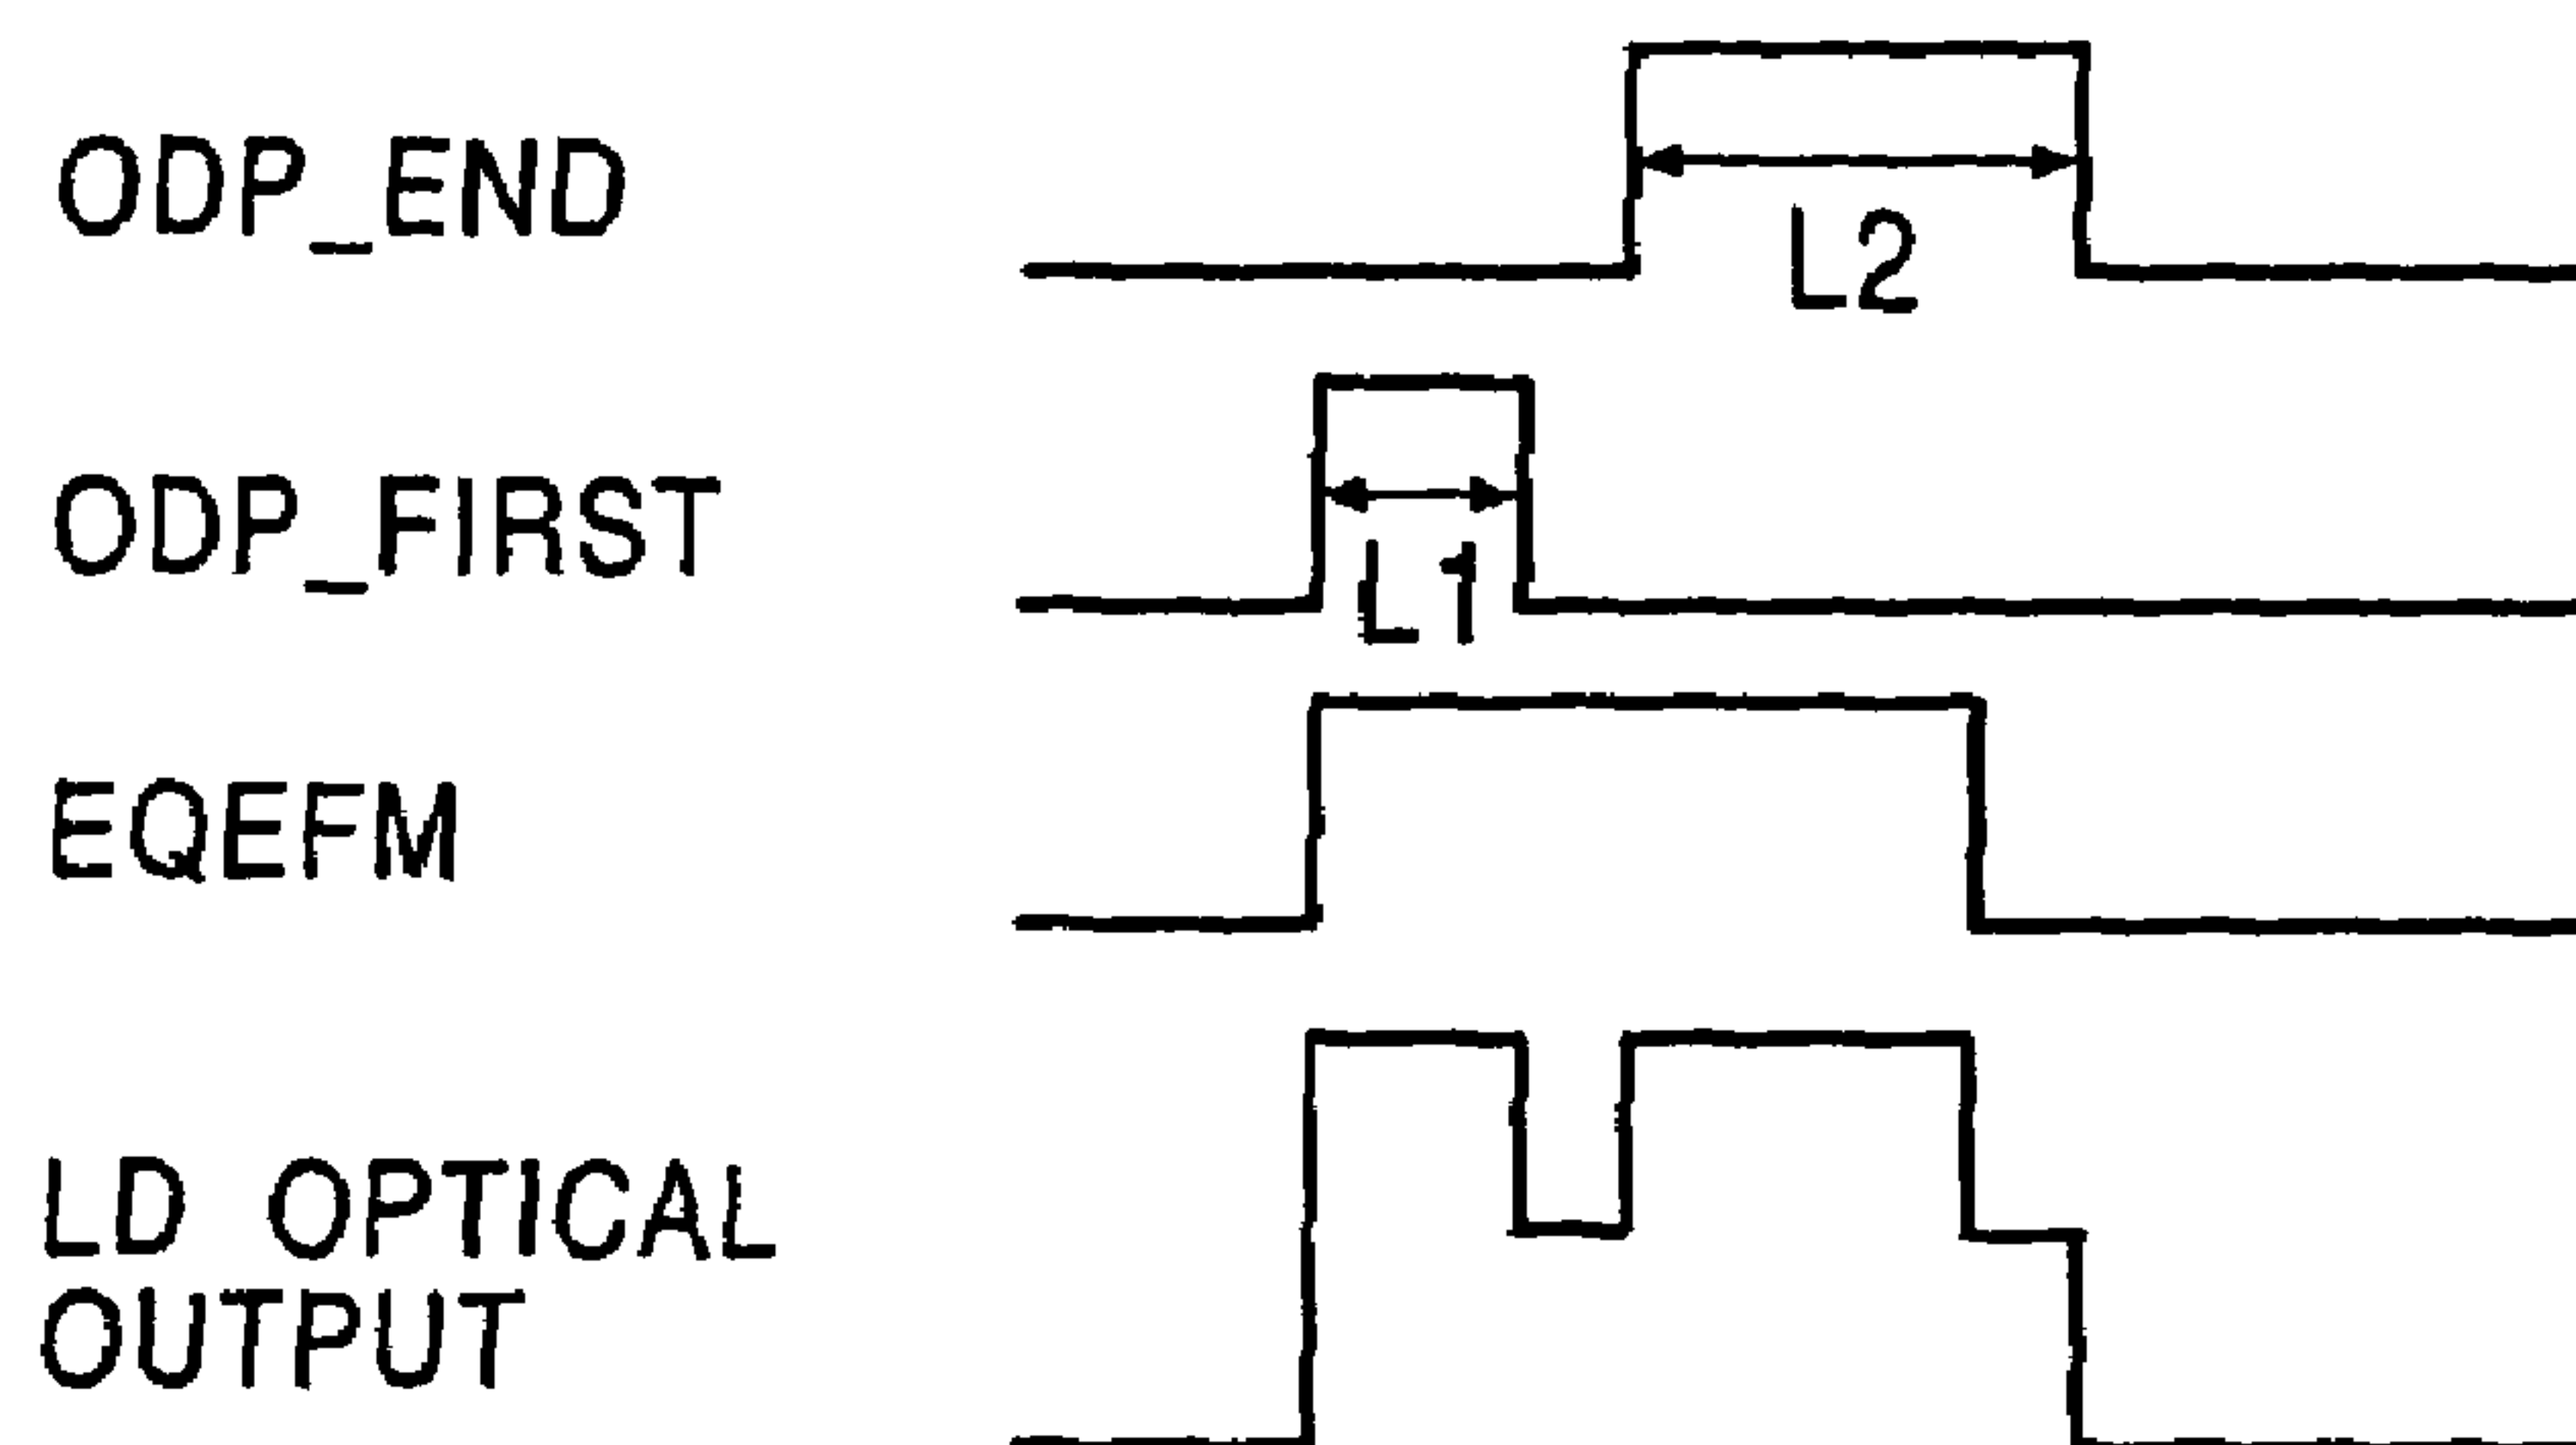 ODP_END
L2
ODP_FIRST
L1
EQEFM
LD OPTICAL
OUTPUT